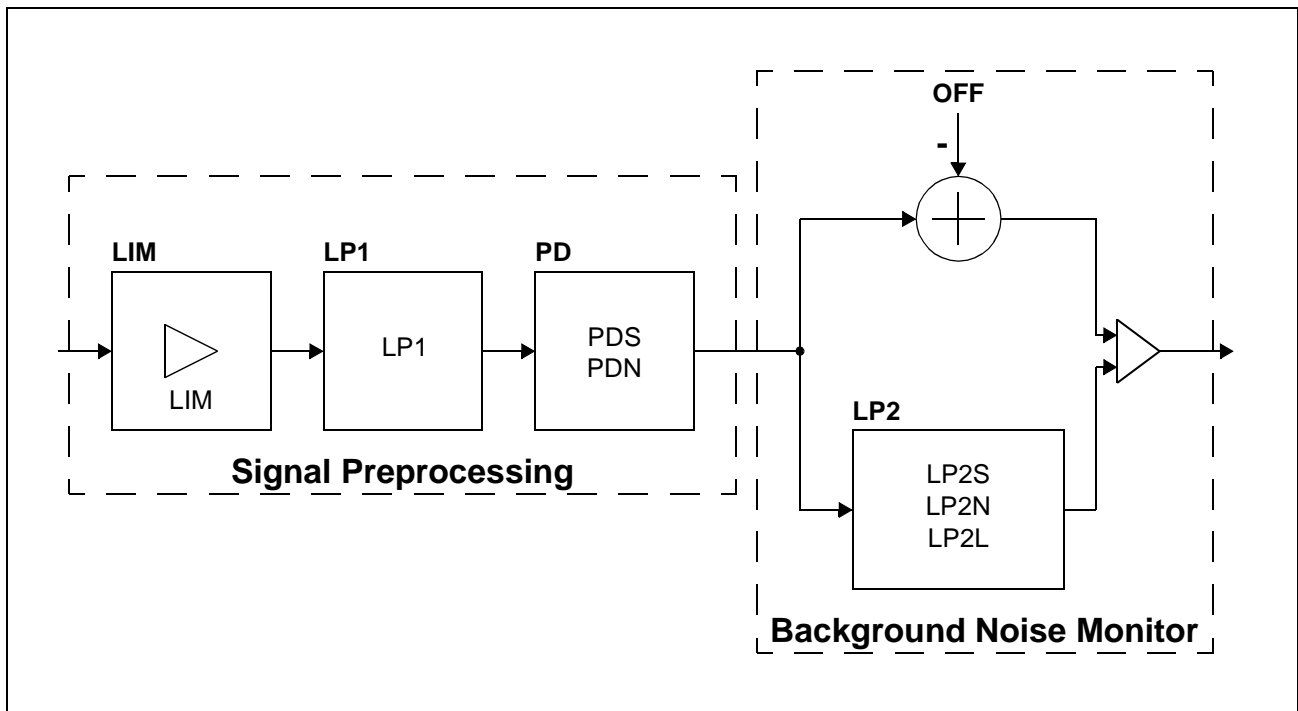 OFF
-
LIM
LP1
PD
LIM
LP1
PDS
PDN
Signal Preprocessing
LP2
LP2S
LP2N
LP2L
Background Noise Monitor